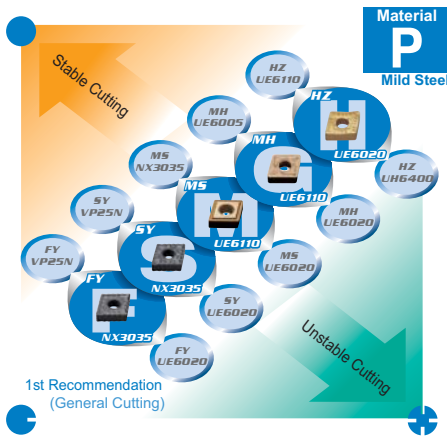 Material
P
Mild Steel
Stable Cutting
HZ
UE6110
HZ
H
UE6020
MH
UE6005
MH
G
UE6110
HZ
UH6400
MS
NX3035
MS
M
UE6110
MH
UE6020
SY
VP25N
SY
S
NX3035
MS
UE6020
FY
VP25N
FY
F
NX3035
SY
UE6020
FY
UE6020
Unstable Cutting
1st Recommendation
(General Cutting)